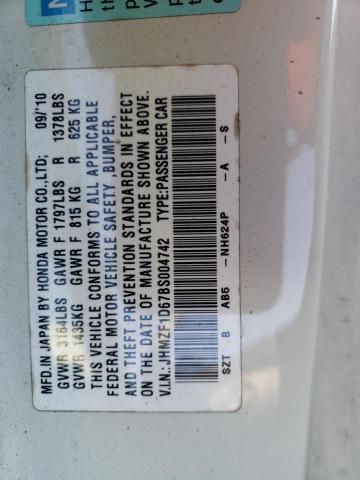 MFD.IN JAPAN BY HONDA MOTOR CO.,LTD; 09/'10
GVWR 3164LBS GAWR F 1797LBS R 1378LBS
GVWR 1435KG GAWR F 815 KG R 625 KG
THIS VEHICLE CONFORMS TO ALL APPLICABLE
FEDERAL MOTOR VEHICLE SAFETY ,BUMPER,
AND THEFT PREVENTION STANDARDS IN EFFECT
ON THE DATE OF MANUFACTURE SHOWN ABOVE.
V.I.N.:JHMZF1D67BS004742 TYPE:PASSENGER CAR
SZT B AB5 -NH624P -A -S